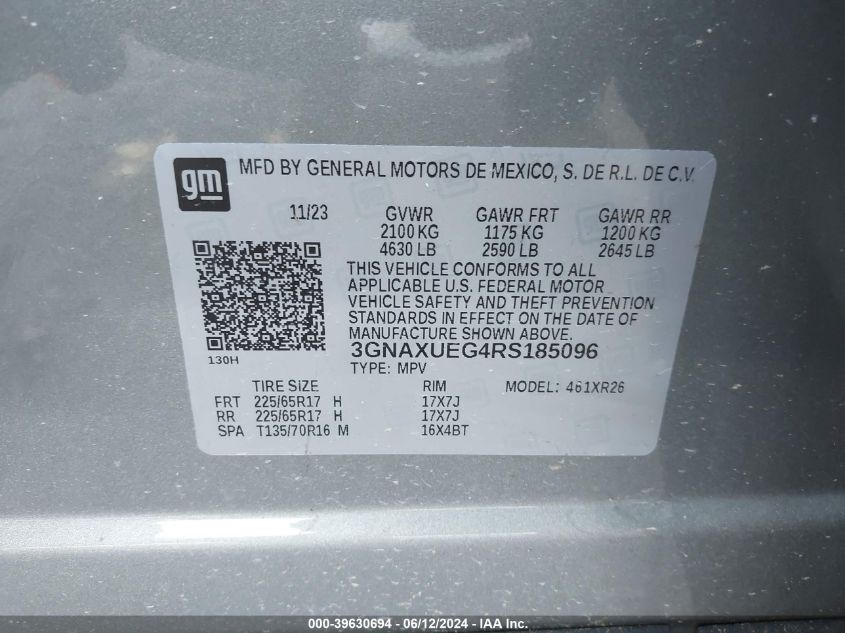 gm
MFD BY GENERAL MOTORS DE MEXICO, S. DE R.L. DE C.V.
11/23 GVWR GAWR FRT GAWR RR
2100 KG 1175 KG 1200 KG
4630 LB 2590 LB 2645 LB
THIS VEHICLE CONFORMS TO ALL
APPLICABLE U.S. FEDERAL MOTOR
VEHICLE SAFETY AND THEFT PREVENTION
STANDARDS IN EFFECT ON THE DATE OF
MANUFACTURE SHOWN ABOVE.
130H
3GNAXUEG4RS185096
TYPE: MPV
TIRE SIZE RIM MODEL: 461XR26
FRT 225/65R17 H 17X7J
RR 225/65R17 H 17X7J
SPA T135/70R16 M 16X4BT
000-39630694 - 06/12/2024 - IAA Inc.